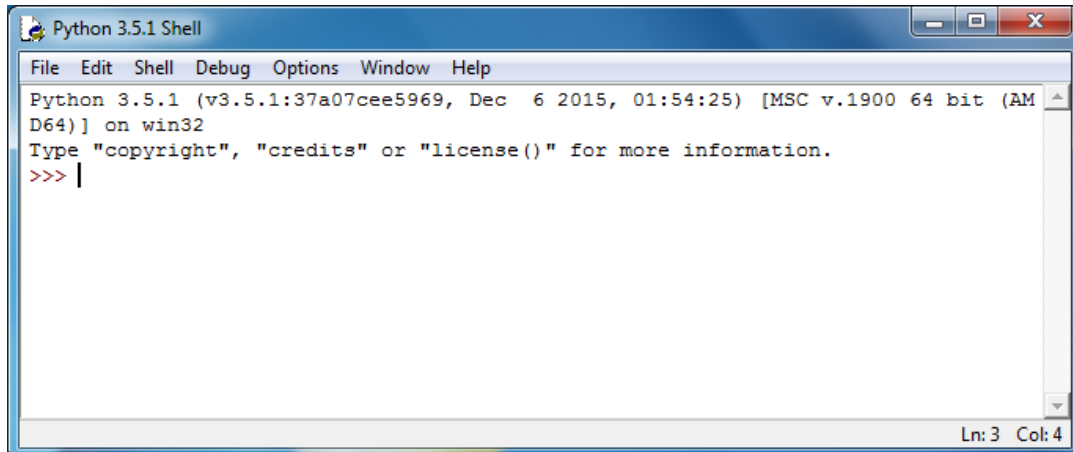 Python 3.5.1 Shell
File Edit Shell Debug Options Window Help
Python 3.5.1 (v3.5.1:37a07cee5969, Dec  6 2015, 01:54:25) [MSC v.1900 64 bit (AM
D64)] on win32
Type "copyright", "credits" or "license()" for more information.
>>>
Ln: 3 Col: 4